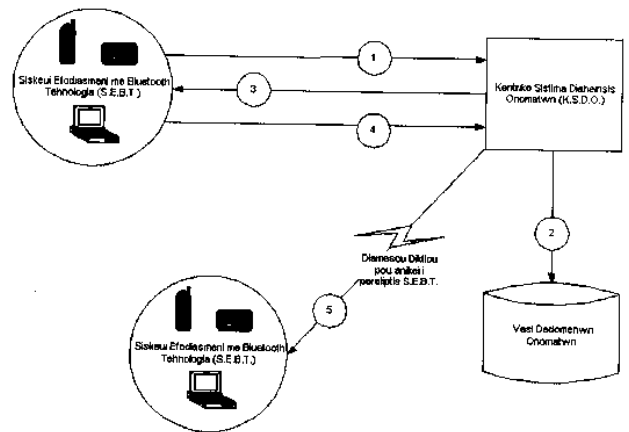 1
Siskeui Efodiasmeni me Bluetooth
Tehnologia (S.E.B.T.)
3
Kentriko Sistima Diaheirisis
Onomatwn (K.S.D.O.)
4
2
Diamesou Diktiou
pou anikei i
paraliptis S.E.B.T.
5
Siskeui Efodiasmeni me Bluetooth
Tehnologia (S.E.B.T.)
Vasi Dedomenwn
Onomatwn